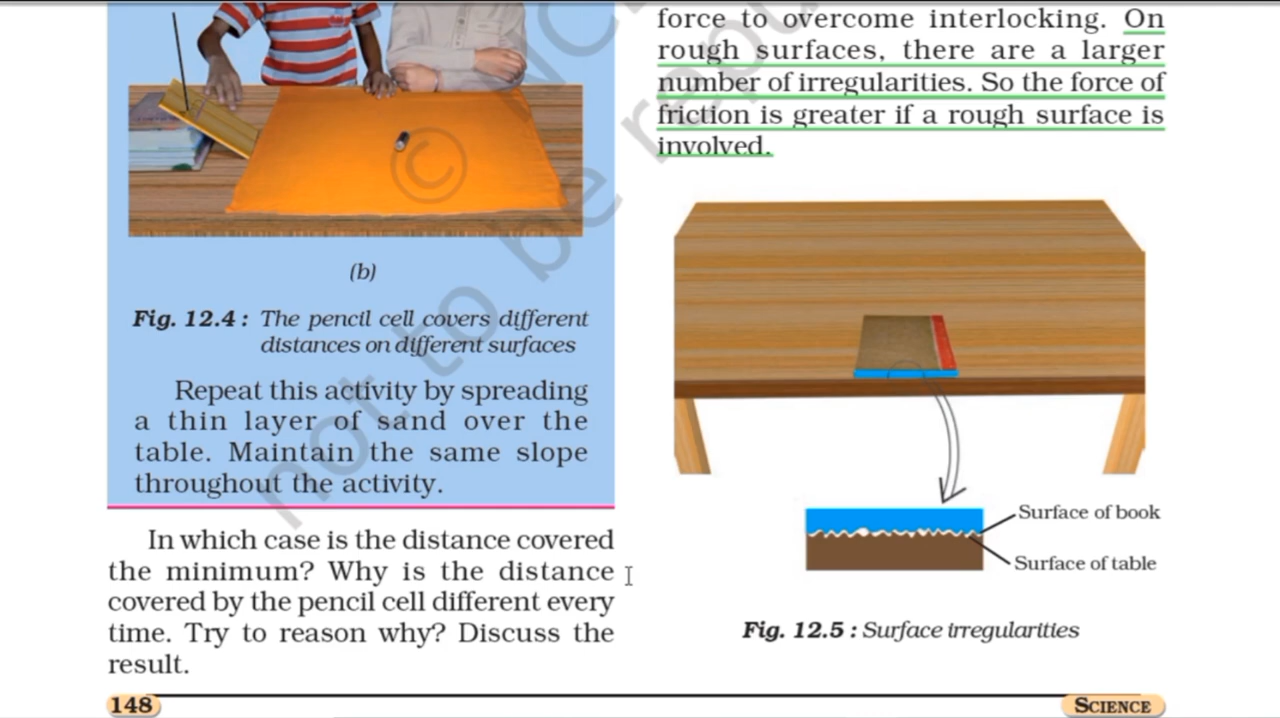 (b)
Fig. 12.4 : The pencil cell covers different
distances on different surfaces
Repeat this activity by spreading
a thin layer of sand over the
table. Maintain the same slope
throughout the activity.
In which case is the distance covered
the minimum? Why is the distance
covered by the pencil cell different every
time. Try to reason why? Discuss the
result.
force to overcome interlocking. On
rough surfaces, there are a larger
number of irregularities. So the force of
friction is greater if a rough surface is
involved.
Surface of book
Surface of table
Fig. 12.5 : Surface irregularities
148
SCIENCE
© NC
not to be rep